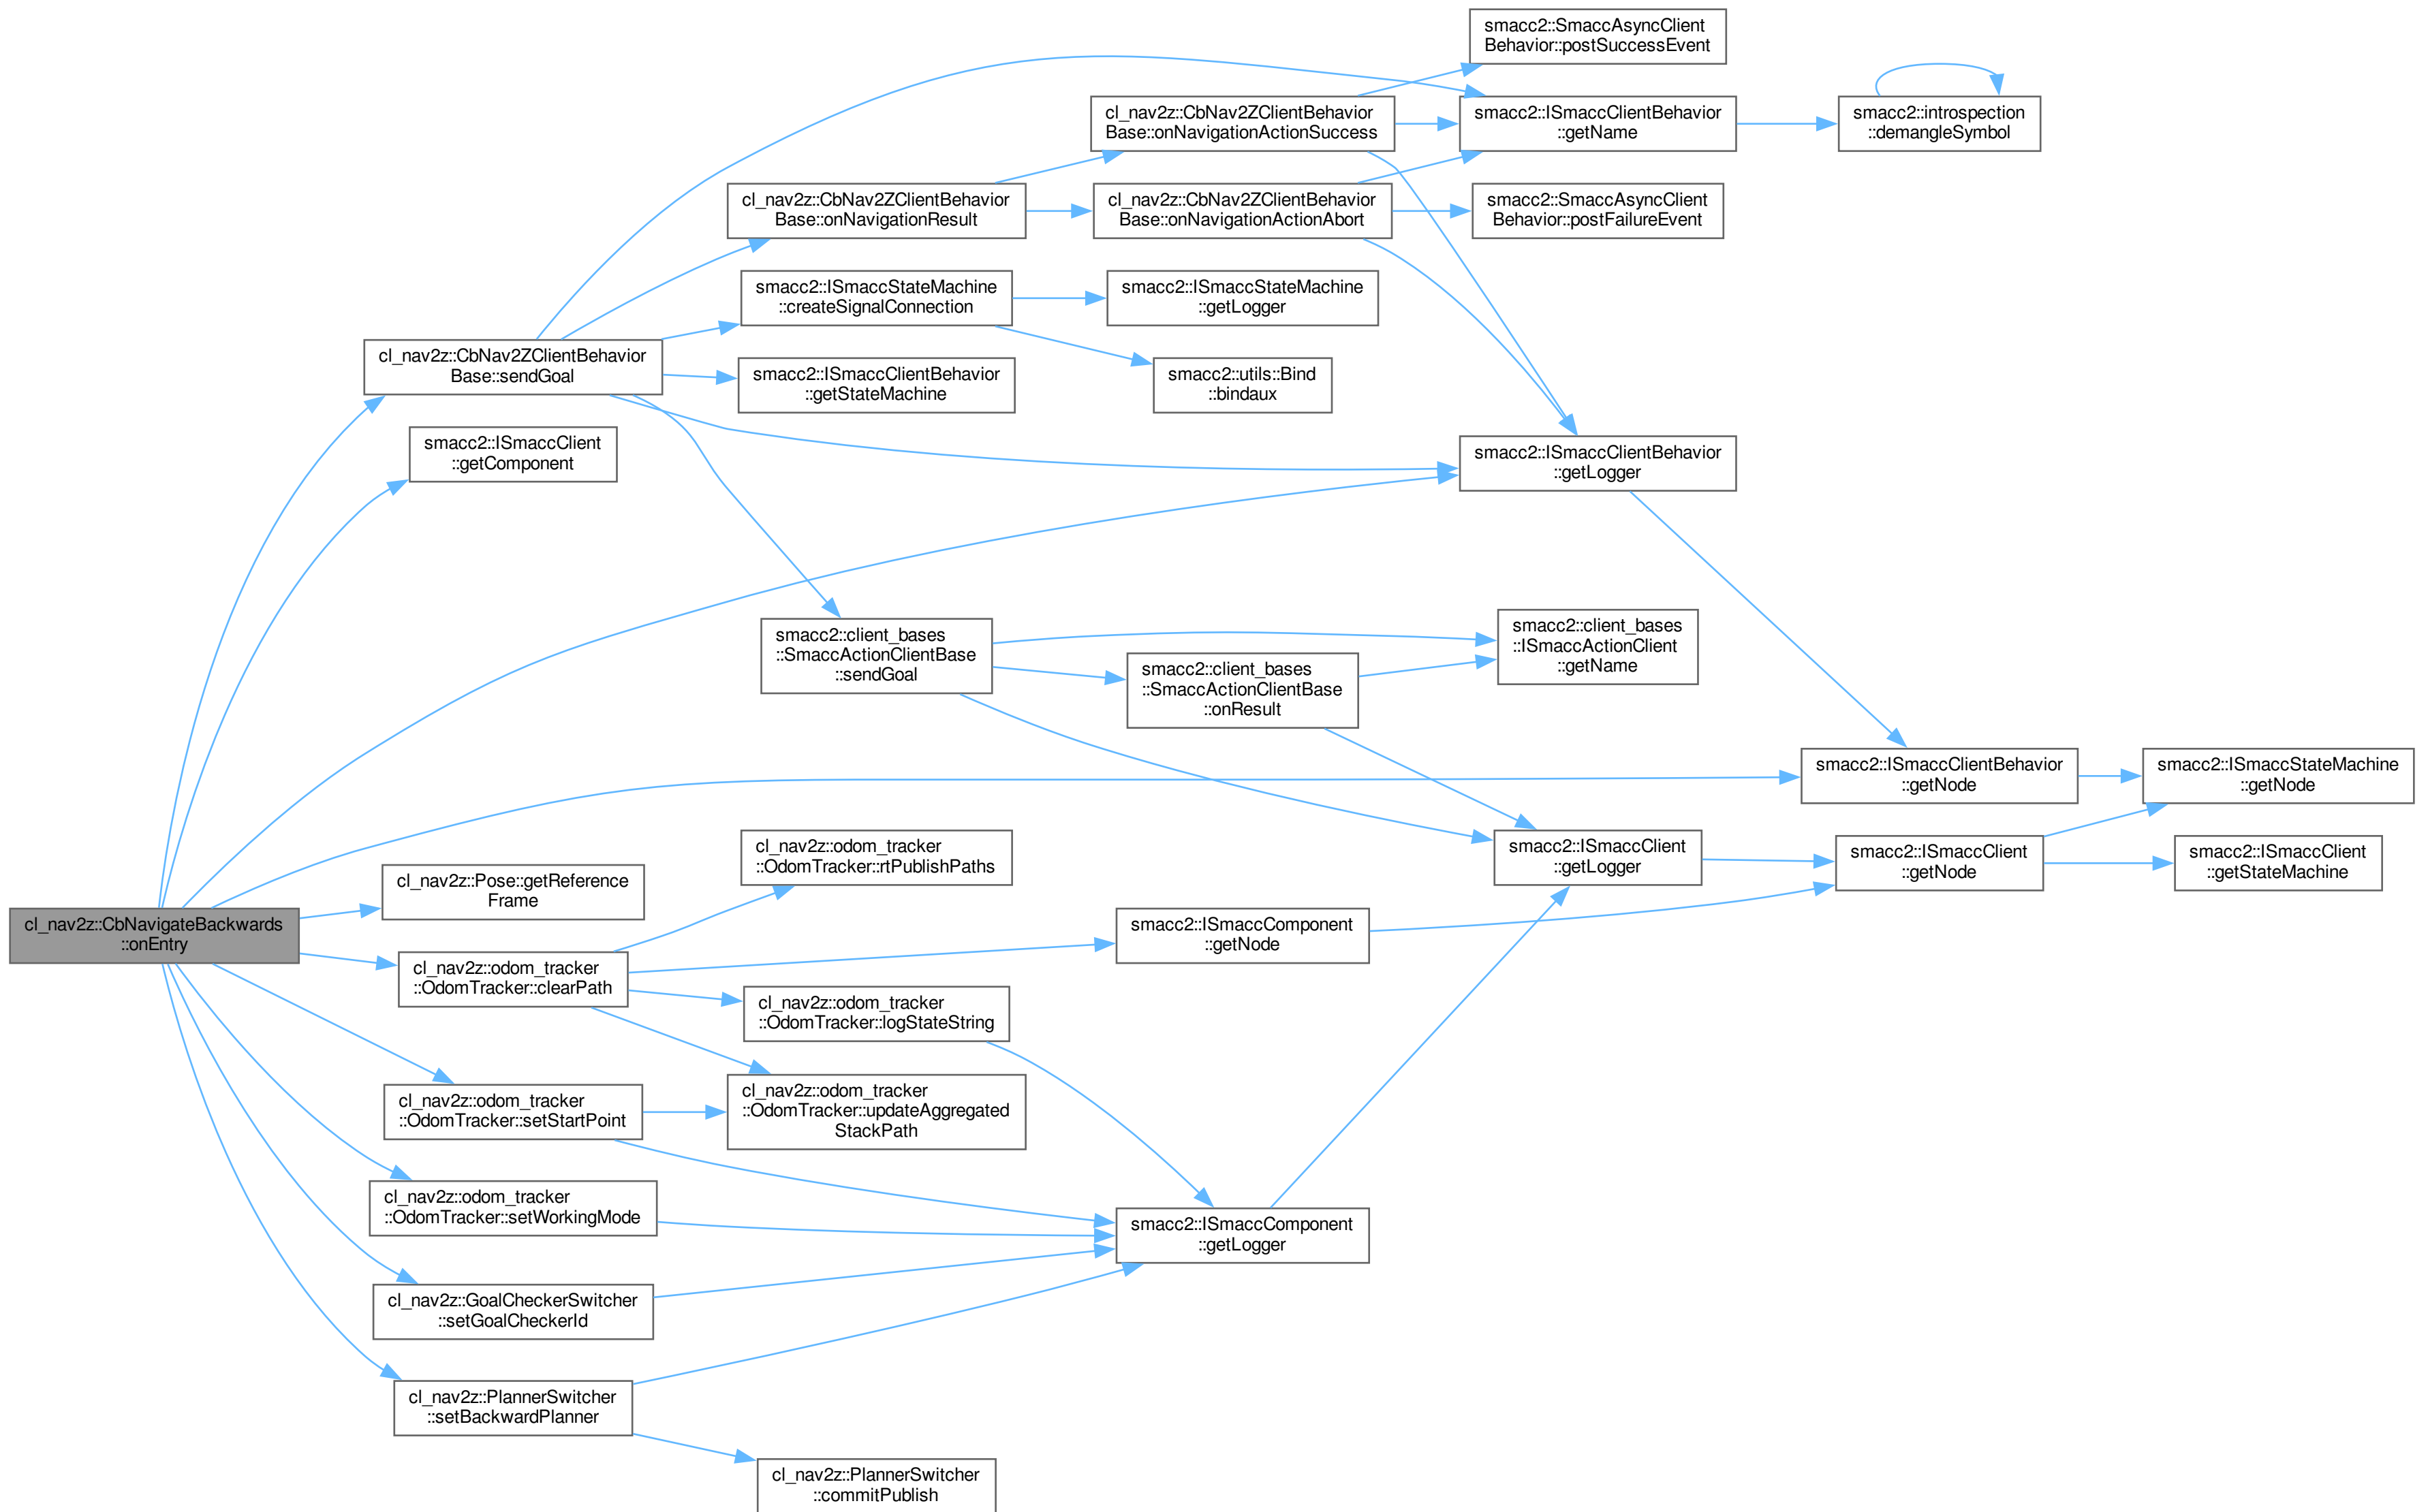 smacc2::SmaccAsyncClient
Behavior::postSuccessEvent
cl_nav2z::CbNav2ZClientBehavior
Base::onNavigationActionSuccess
smacc2::ISmaccClientBehavior
::getName
smacc2::introspection
::demangleSymbol
cl_nav2z::CbNav2ZClientBehavior
Base::onNavigationResult
cl_nav2z::CbNav2ZClientBehavior
Base::onNavigationActionAbort
smacc2::SmaccAsyncClient
Behavior::postFailureEvent
smacc2::ISmaccStateMachine
::createSignalConnection
smacc2::ISmaccStateMachine
::getLogger
cl_nav2z::CbNav2ZClientBehavior
Base::sendGoal
smacc2::ISmaccClientBehavior
::getStateMachine
smacc2::utils::Bind
::bindaux
smacc2::ISmaccClient
::getComponent
smacc2::ISmaccClientBehavior
::getLogger
smacc2::client_bases
::SmaccActionClientBase
::sendGoal
smacc2::client_bases
::SmaccActionClientBase
::onResult
smacc2::client_bases
::ISmaccActionClient
::getName
smacc2::ISmaccClientBehavior
::getNode
smacc2::ISmaccStateMachine
::getNode
cl_nav2z::odom_tracker
::OdomTracker::rtPublishPaths
smacc2::ISmaccClient
::getLogger
smacc2::ISmaccClient
::getNode
smacc2::ISmaccClient
::getStateMachine
cl_nav2z::Pose::getReference
Frame
cl_nav2z::CbNavigateBackwards
::onEntry
smacc2::ISmaccComponent
::getNode
cl_nav2z::odom_tracker
::OdomTracker::clearPath
cl_nav2z::odom_tracker
::OdomTracker::logStateString
cl_nav2z::odom_tracker
::OdomTracker::setStartPoint
cl_nav2z::odom_tracker
::OdomTracker::updateAggregated
StackPath
cl_nav2z::odom_tracker
::OdomTracker::setWorkingMode
smacc2::ISmaccComponent
::getLogger
cl_nav2z::GoalCheckerSwitcher
::setGoalCheckerId
cl_nav2z::PlannerSwitcher
::setBackwardPlanner
cl_nav2z::PlannerSwitcher
::commitPublish